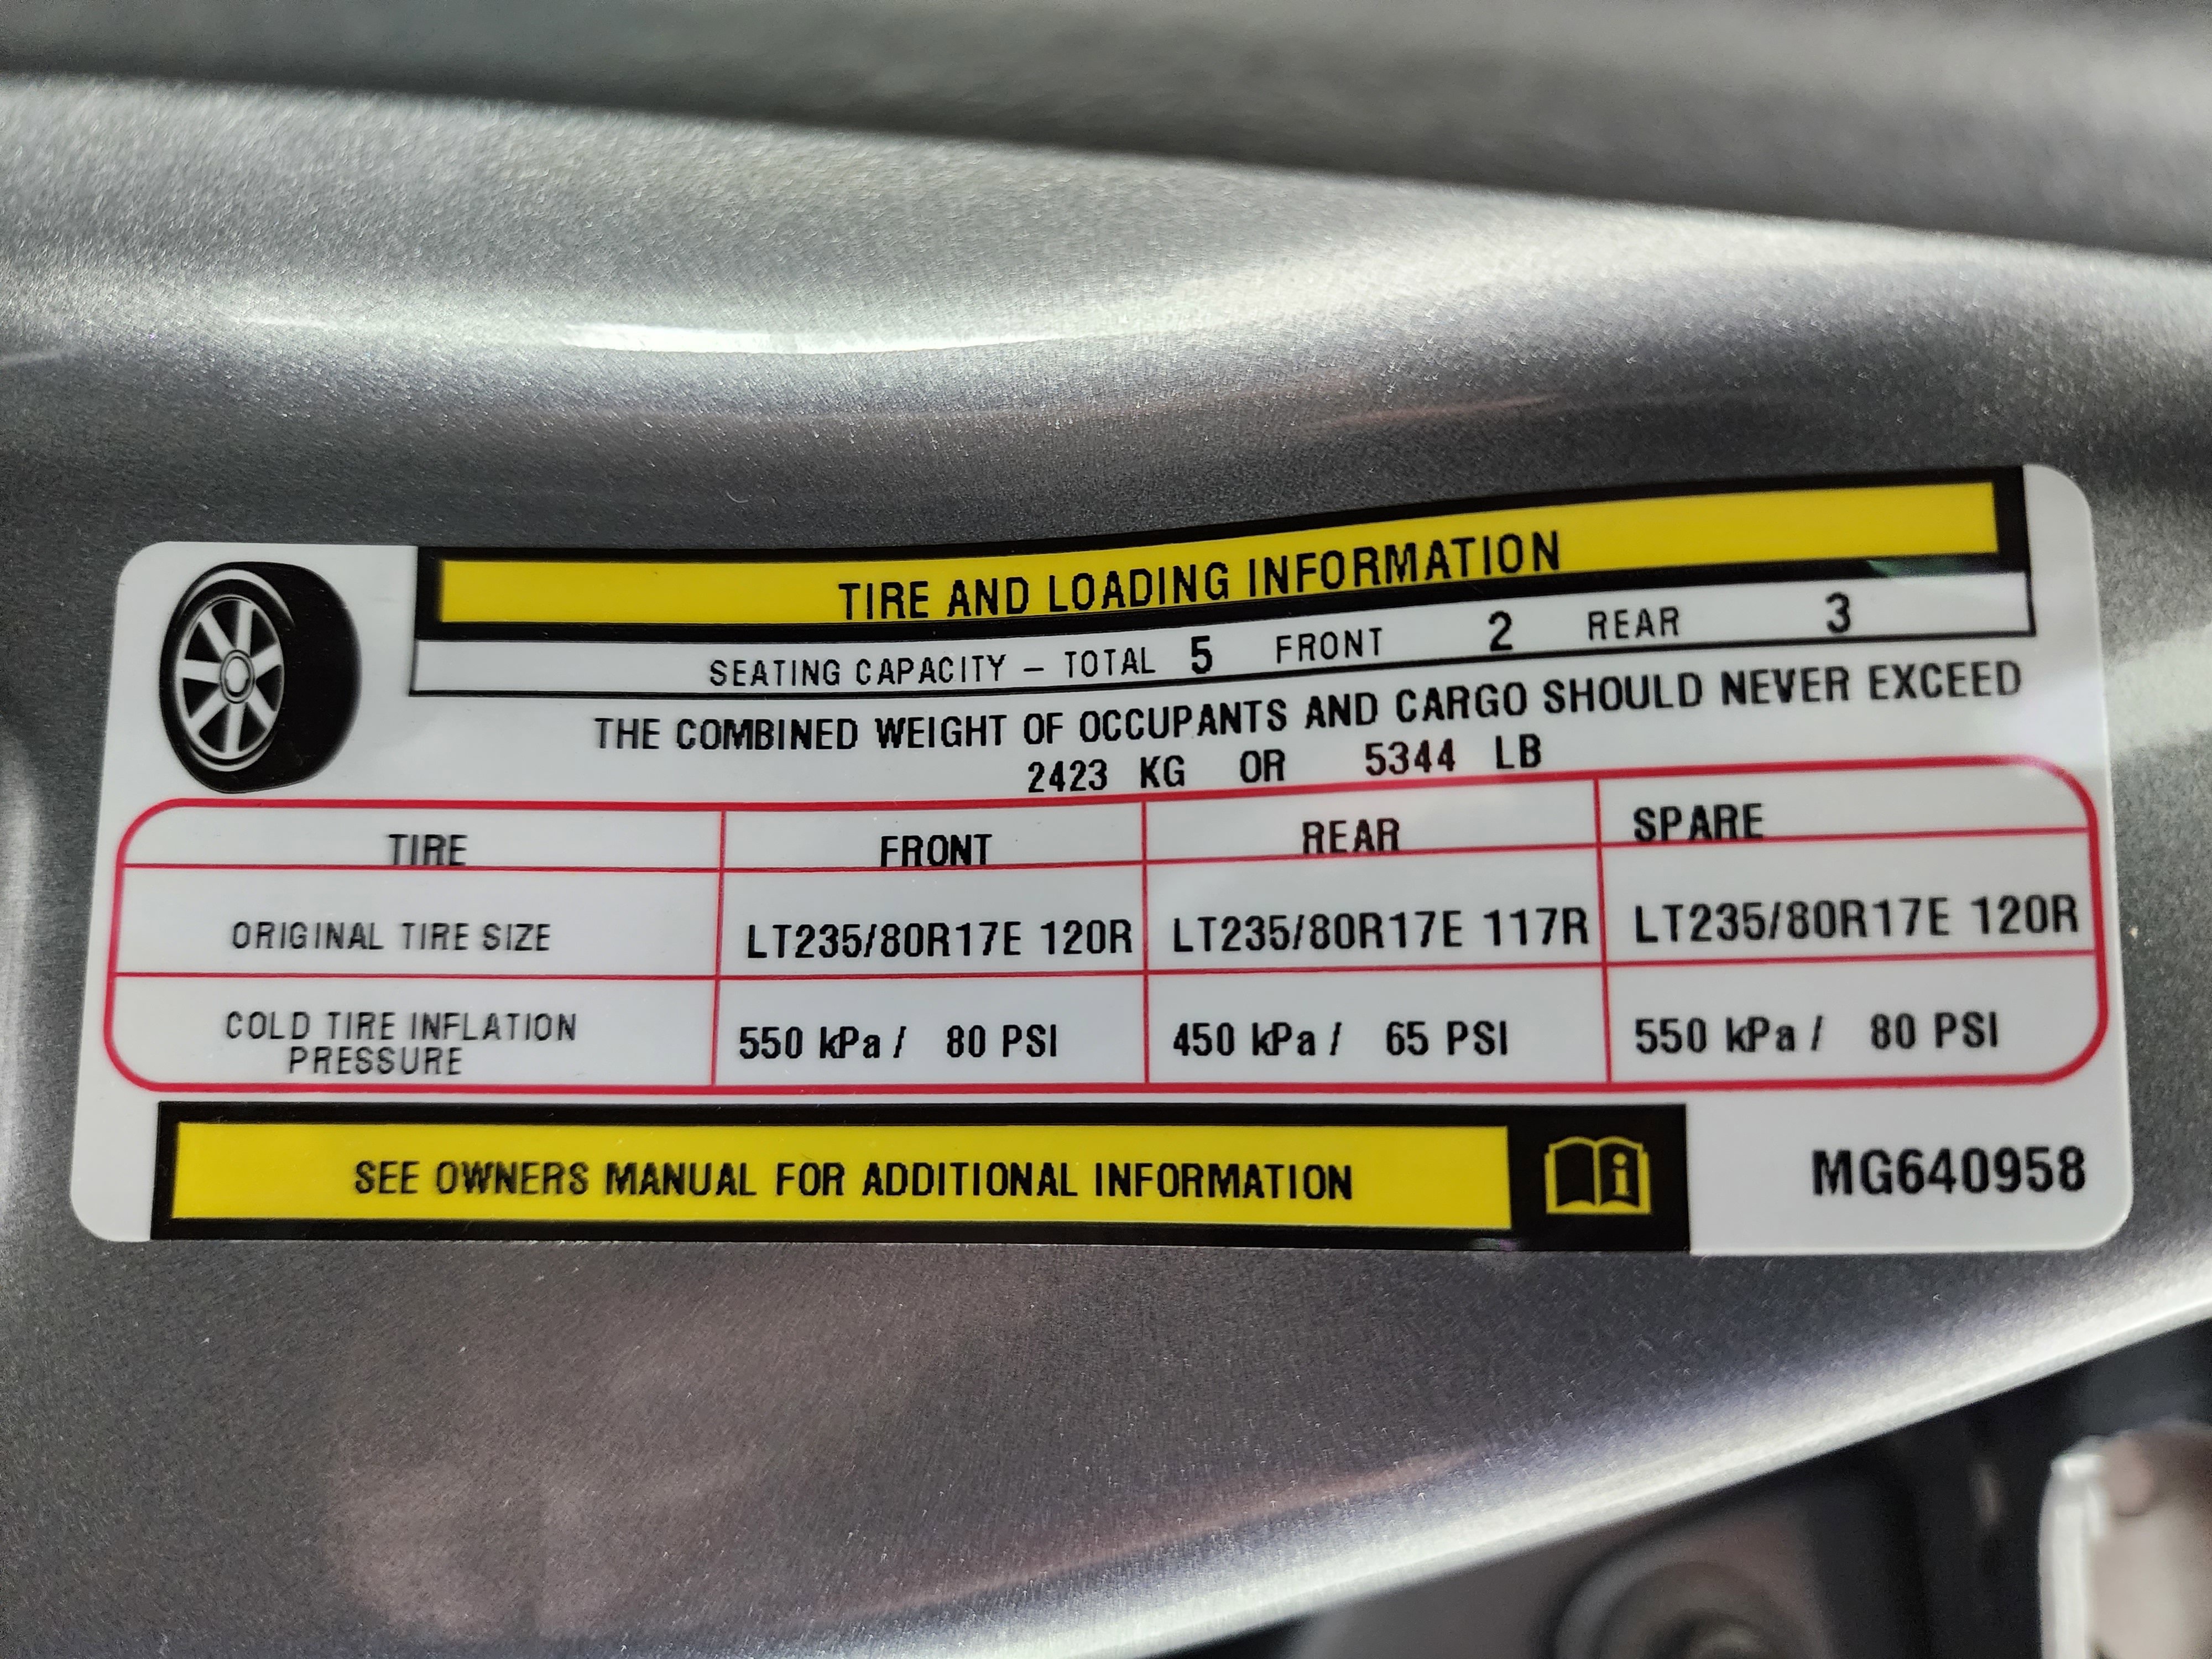 TIRE AND LOADING INFORMATION
SEATING CAPACITY – TOTAL 5 FRONT 2 REAR 3
THE COMBINED WEIGHT OF OCCUPANTS AND CARGO SHOULD NEVER EXCEED
2423 KG OR 5344 LB
TIRE FRONT REAR SPARE
ORIGINAL TIRE SIZE LT235/80R17E 120R LT235/80R17E 117R LT235/80R17E 120R
COLD TIRE INFLATION
PRESSURE 550 kPa / 80 PSI 450 kPa / 65 PSI 550 kPa / 80 PSI
SEE OWNERS MANUAL FOR ADDITIONAL INFORMATION
MG640958